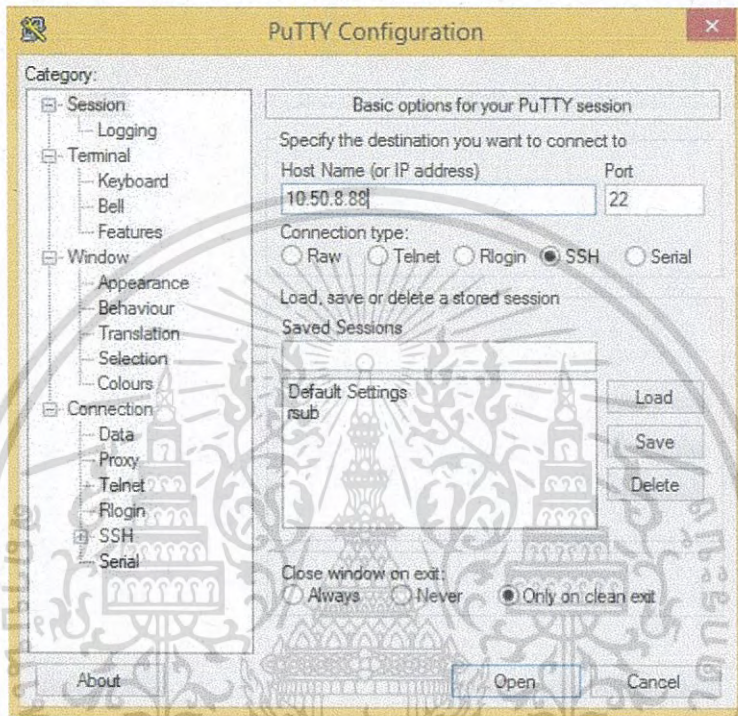 PuTTY Configuration
Category:
Session
Logging
Terminal
Keyboard
Bell
Features
Window
Appearance
Behaviour
Translation
Selection
Colours
Connection
Data
Proxy
Telnet
Rlogin
SSH
Serial
Basic options for your PuTTY session
Specify the destination you want to connect to
Host Name (or IP address) Port
10.50.8.88 22
Connection type:
Raw Telnet Rlogin SSH Serial
Load, save or delete a stored session
Saved Sessions
Default Settings
rsub
Load
Save
Delete
Close window on exit:
Always Never Only on clean exit
About Open Cancel